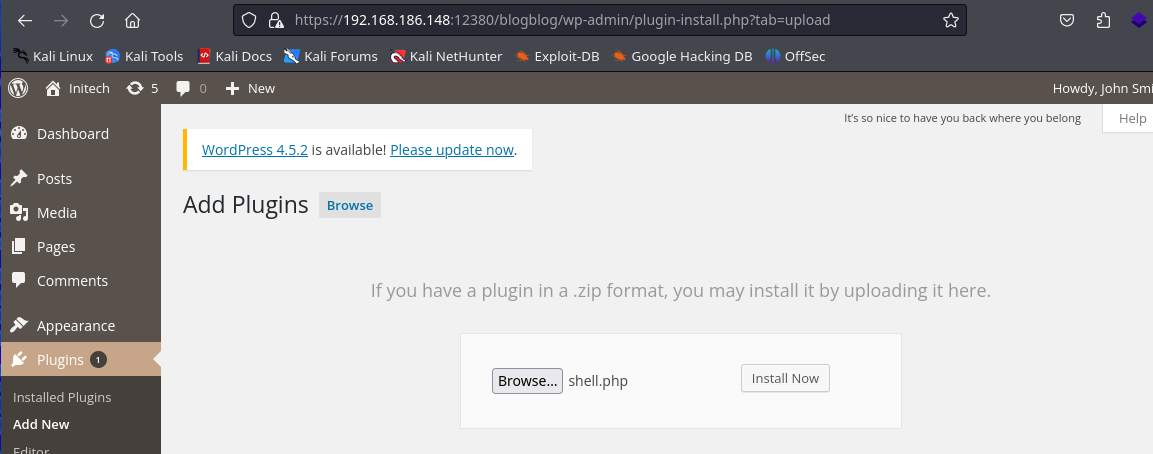 https://192.168.186.148:12380/blogblog/wp-admin/plugin-install.php?tab=upload
Kali Linux Kali Tools Kali Docs Kali Forums Kali NetHunter Exploit-DB Google Hacking DB OffSec
Initech 5 0 New Howdy, John Smi
It's so nice to have you back where you belong Help
Dashboard
WordPress 4.5.2 is available! Please update now.
Posts
Add Plugins Browse
Media
Pages
Comments
If you have a plugin in a .zip format, you may install it by uploading it here.
Appearance
Plugins 1
Browse... shell.php Install Now
Installed Plugins
Add New
Editor